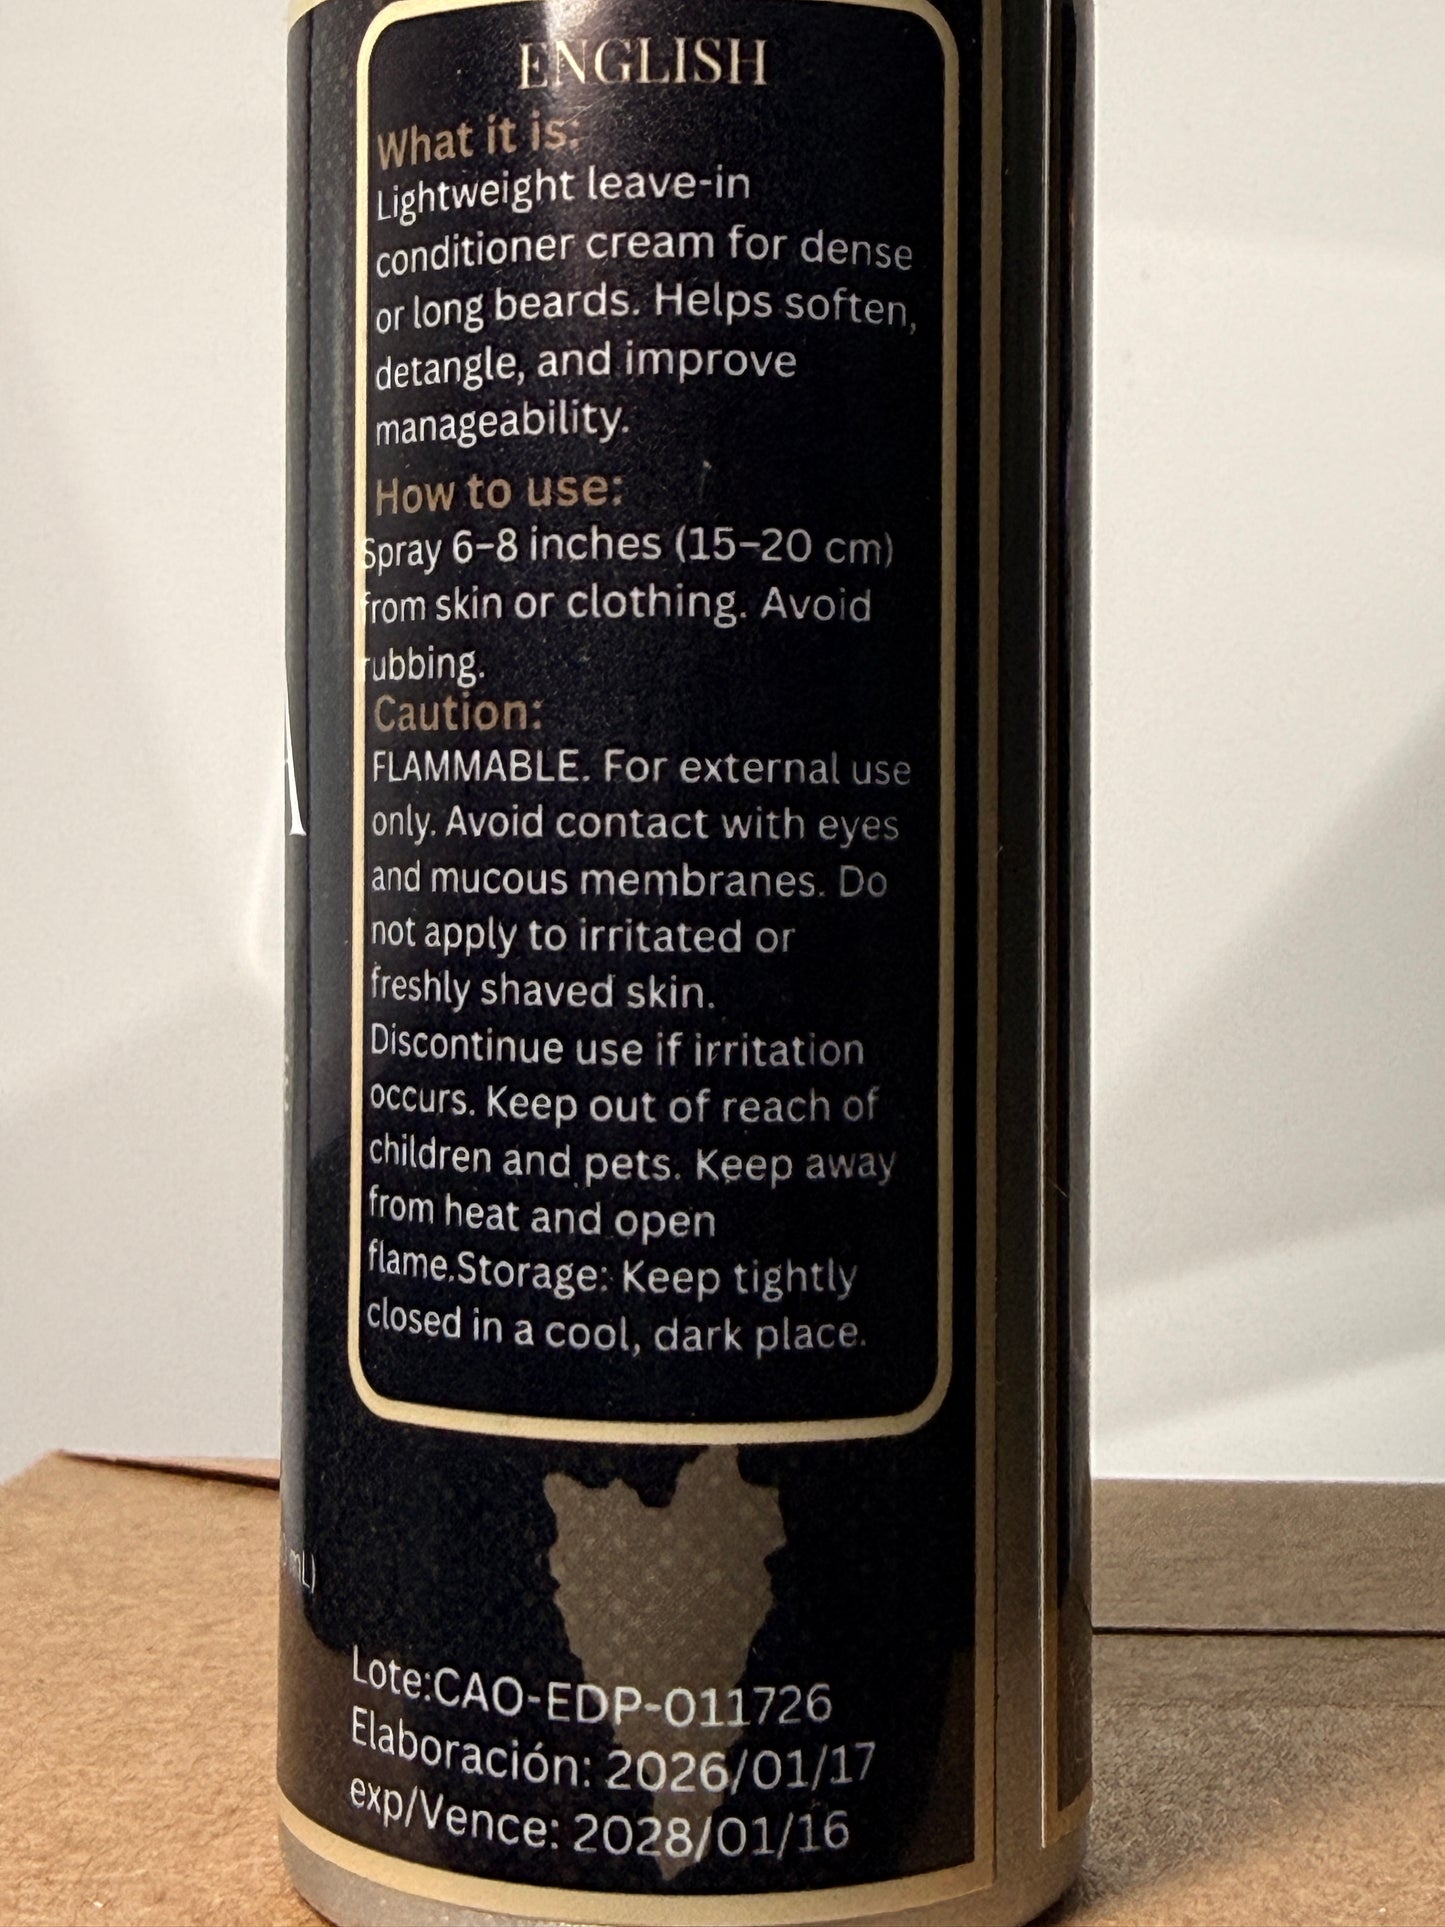 ENGLISH
What it is:
Lightweight leave-in
conditioner cream for dense
or long beards. Helps soften,
detangle, and improve
manageability.
How to use:
Spray 6–8 inches (15–20 cm)
from skin or clothing. Avoid
rubbing.
Caution:
FLAMMABLE. For external use
only. Avoid contact with eyes
and mucous membranes. Do
not apply to irritated or
freshly shaved skin.
Discontinue use if irritation
occurs. Keep out of reach of
children and pets. Keep away
from heat and open
flame.Storage: Keep tightly
closed in a cool, dark place.
A
mL)
Lote:CAO-EDP-011726
Elaboración: 2026/01/17
exp/Vence: 2028/01/16